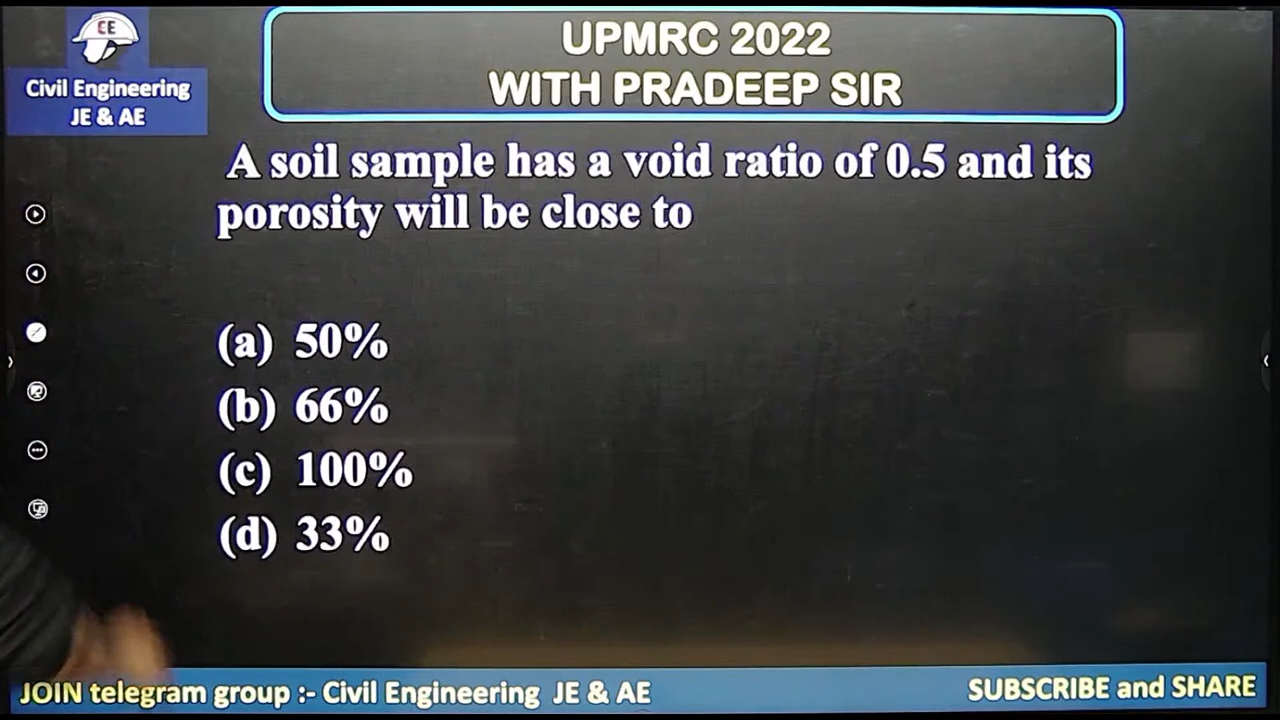 CE
Civil Engineering
JE & AE
UPMRC 2022
WITH PRADEEP SIR
A soil sample has a void ratio of 0.5 and its
porosity will be close to
(a) 50%
(b) 66%
(c) 100%
(d) 33%
JOIN telegram group :- Civil Engineering JE & AE
SUBSCRIBE and SHARE